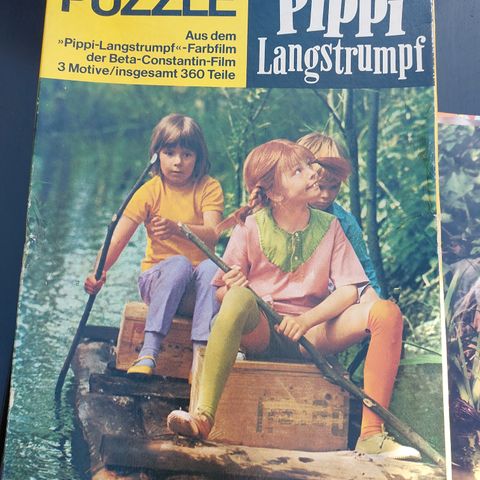 PUZZLE
Aus dem
»Pippi-Langstrumpf«-Farbfilm
der Beta-Constantin-Film
3 Motive/insgesamt 360 Teile
Pippi
Langstrumpf